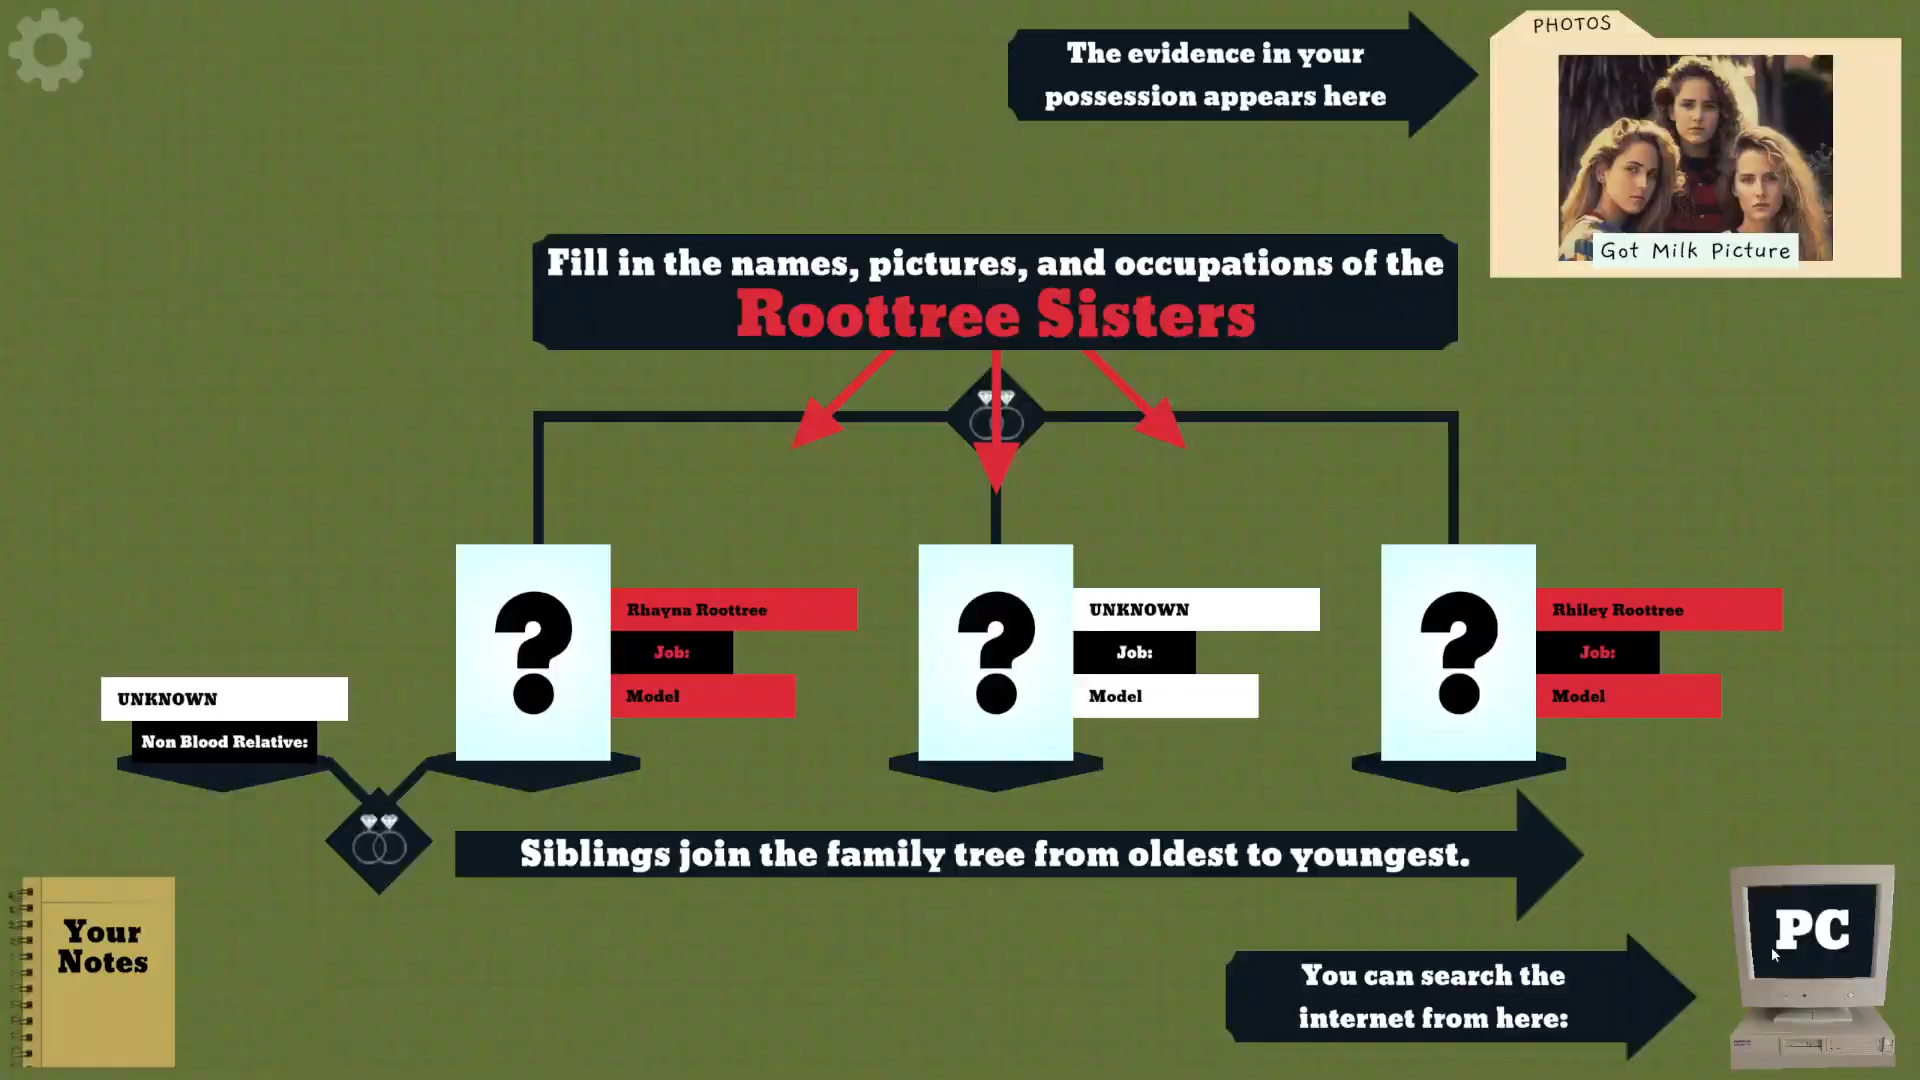 The evidence in your
possession appears here
PHOTOS
Got Milk Picture
Fill in the names, pictures, and occupations of the
Roottree Sisters
Rhayna Roottree
Job:
Model
UNKNOWN
Job:
Model
Rhiley Roottree
Job:
Model
UNKNOWN
Non Blood Relative:
Siblings join the family tree from oldest to youngest.
Your
Notes
You can search the
internet from here:
PC